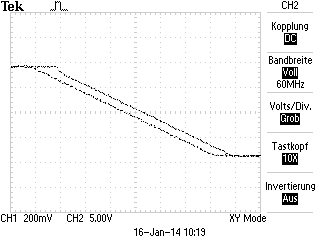 Tek
CH2
Kopplung
DC
Bandbreite
Voll
60MHz
Volts/Div.
Grob
Tastkopf
10X
Invertierung
Aus
CH1 200mV CH2 5.00V XY Mode
16-Jan-14 10:19